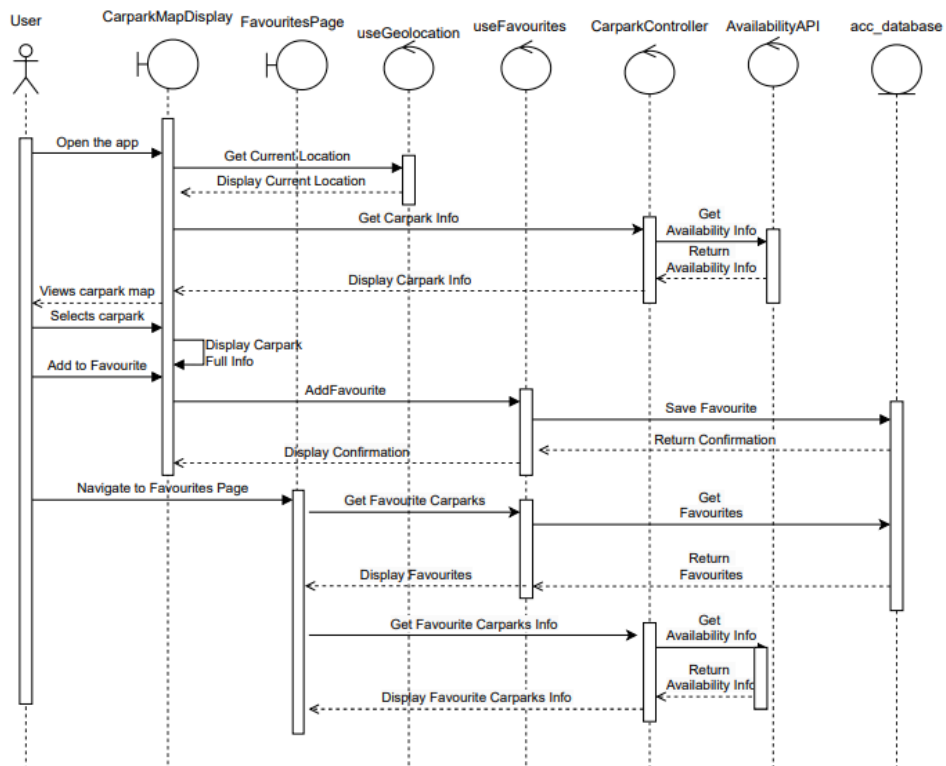 User
CarparkMapDisplay
FavouritesPage
useGeolocation
useFavourites
CarparkController
AvailabilityAPI
acc_database
Open the app
Get Current Location
Display Current Location
Get Carpark Info
Get
Availability Info
Return
Availability Info
Display Carpark Info
Views carpark map
Selects carpark
Display Carpark
Full Info
Add to Favourite
AddFavourite
Save Favourite
Return Confirmation
Display Confirmation
Navigate to Favourites Page
Get Favourite Carparks
Get
Favourites
Return
Favourites
Display Favourites
Get Favourite Carparks Info
Get
Availability Info
Return
Availability Info
Display Favourite Carparks Info